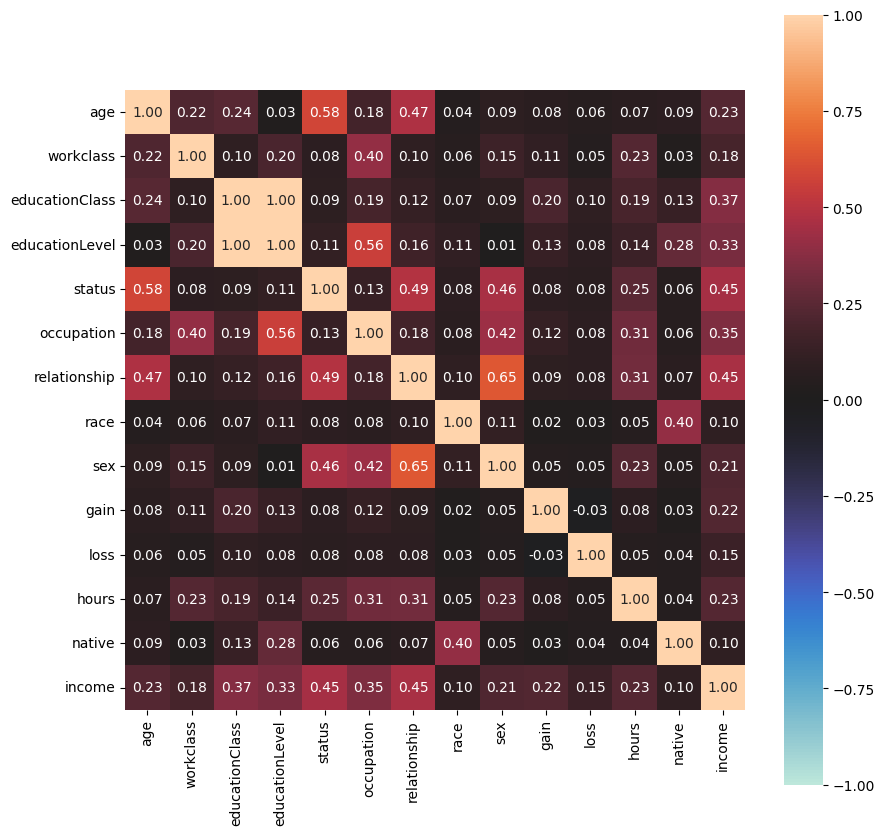 1.00
0.75
0.50
0.25
0.00
−0.25
−0.50
−0.75
−1.00
age 1.00 0.22 0.24 0.03 0.58 0.18 0.47 0.04 0.09 0.08 0.06 0.07 0.09 0.23
workclass 0.22 1.00 0.10 0.20 0.08 0.40 0.10 0.06 0.15 0.11 0.05 0.23 0.03 0.18
educationClass 0.24 0.10 1.00 1.00 0.09 0.19 0.12 0.07 0.09 0.20 0.10 0.19 0.13 0.37
educationLevel 0.03 0.20 1.00 1.00 0.11 0.56 0.16 0.11 0.01 0.13 0.08 0.14 0.28 0.33
status 0.58 0.08 0.09 0.11 1.00 0.13 0.49 0.08 0.46 0.08 0.08 0.25 0.06 0.45
occupation 0.18 0.40 0.19 0.56 0.13 1.00 0.18 0.08 0.42 0.12 0.08 0.31 0.06 0.35
relationship 0.47 0.10 0.12 0.16 0.49 0.18 1.00 0.10 0.65 0.09 0.08 0.31 0.07 0.45
race 0.04 0.06 0.07 0.11 0.08 0.08 0.10 1.00 0.11 0.02 0.03 0.05 0.40 0.10
sex 0.09 0.15 0.09 0.01 0.46 0.42 0.65 0.11 1.00 0.05 0.05 0.23 0.05 0.21
gain 0.08 0.11 0.20 0.13 0.08 0.12 0.09 0.02 0.05 1.00 -0.03 0.08 0.03 0.22
loss 0.06 0.05 0.10 0.08 0.08 0.08 0.08 0.03 0.05 -0.03 1.00 0.05 0.04 0.15
hours 0.07 0.23 0.19 0.14 0.25 0.31 0.31 0.05 0.23 0.08 0.05 1.00 0.04 0.23
native 0.09 0.03 0.13 0.28 0.06 0.06 0.07 0.40 0.05 0.03 0.04 0.04 1.00 0.10
income 0.23 0.18 0.37 0.33 0.45 0.35 0.45 0.10 0.21 0.22 0.15 0.23 0.10 1.00
age
workclass
educationClass
educationLevel
status
occupation
relationship
race
sex
gain
loss
hours
native
income